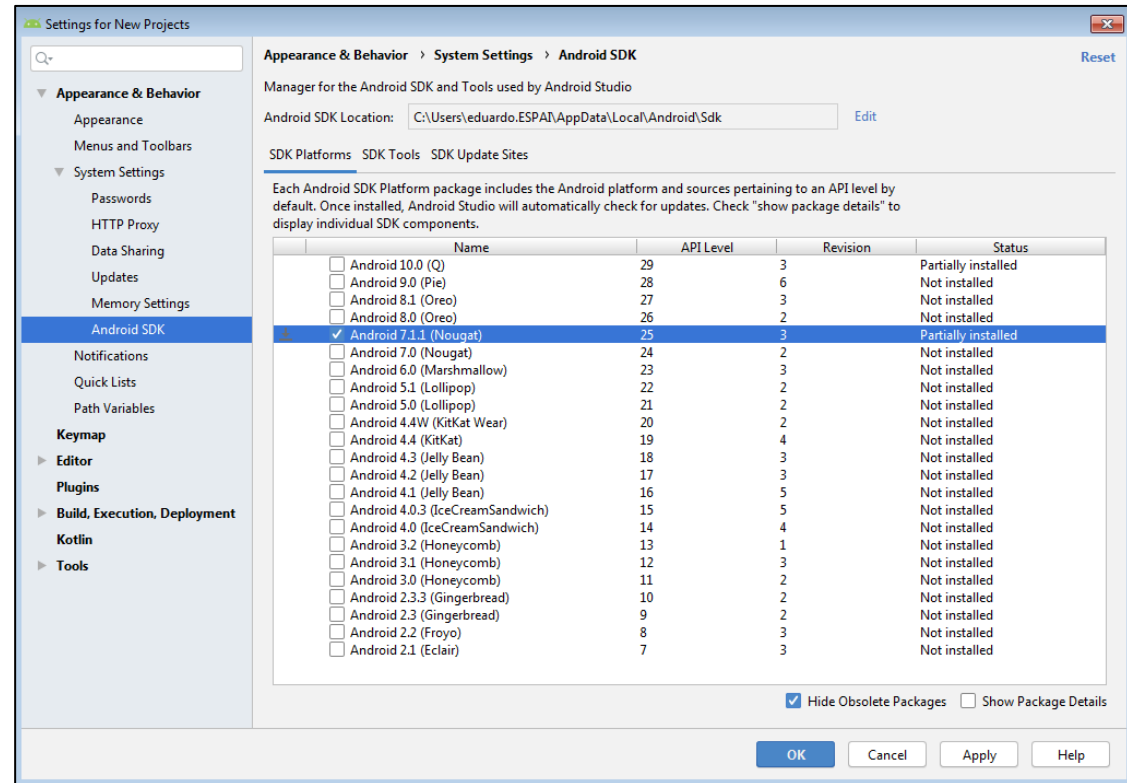 Settings for New Projects
Appearance & Behavior
Appearance
Menus and Toolbars
System Settings
Passwords
HTTP Proxy
Data Sharing
Updates
Memory Settings
Android SDK
Notifications
Quick Lists
Path Variables
Keymap
Editor
Plugins
Build, Execution, Deployment
Kotlin
Tools
Appearance & Behavior › System Settings › Android SDK
Reset
Manager for the Android SDK and Tools used by Android Studio
Android SDK Location: C:\Users\eduardo.ESPAI\AppData\Local\Android\Sdk Edit
SDK Platforms SDK Tools SDK Update Sites
Each Android SDK Platform package includes the Android platform and sources pertaining to an API level by
default. Once installed, Android Studio will automatically check for updates. Check "show package details" to
display individual SDK components.
Name API Level Revision Status
Android 10.0 (Q) 29 3 Partially installed
Android 9.0 (Pie) 28 6 Not installed
Android 8.1 (Oreo) 27 3 Not installed
Android 8.0 (Oreo) 26 2 Not installed
Android 7.1.1 (Nougat) 25 3 Partially installed
Android 7.0 (Nougat) 24 2 Not installed
Android 6.0 (Marshmallow) 23 3 Not installed
Android 5.1 (Lollipop) 22 2 Not installed
Android 5.0 (Lollipop) 21 2 Not installed
Android 4.4W (KitKat Wear) 20 2 Not installed
Android 4.4 (KitKat) 19 4 Not installed
Android 4.3 (Jelly Bean) 18 3 Not installed
Android 4.2 (Jelly Bean) 17 3 Not installed
Android 4.1 (Jelly Bean) 16 5 Not installed
Android 4.0.3 (IceCreamSandwich) 15 5 Not installed
Android 4.0 (IceCreamSandwich) 14 4 Not installed
Android 3.2 (Honeycomb) 13 1 Not installed
Android 3.1 (Honeycomb) 12 3 Not installed
Android 3.0 (Honeycomb) 11 2 Not installed
Android 2.3.3 (Gingerbread) 10 2 Not installed
Android 2.3 (Gingerbread) 9 2 Not installed
Android 2.2 (Froyo) 8 3 Not installed
Android 2.1 (Eclair) 7 3 Not installed
Hide Obsolete Packages Show Package Details
OK Cancel Apply Help